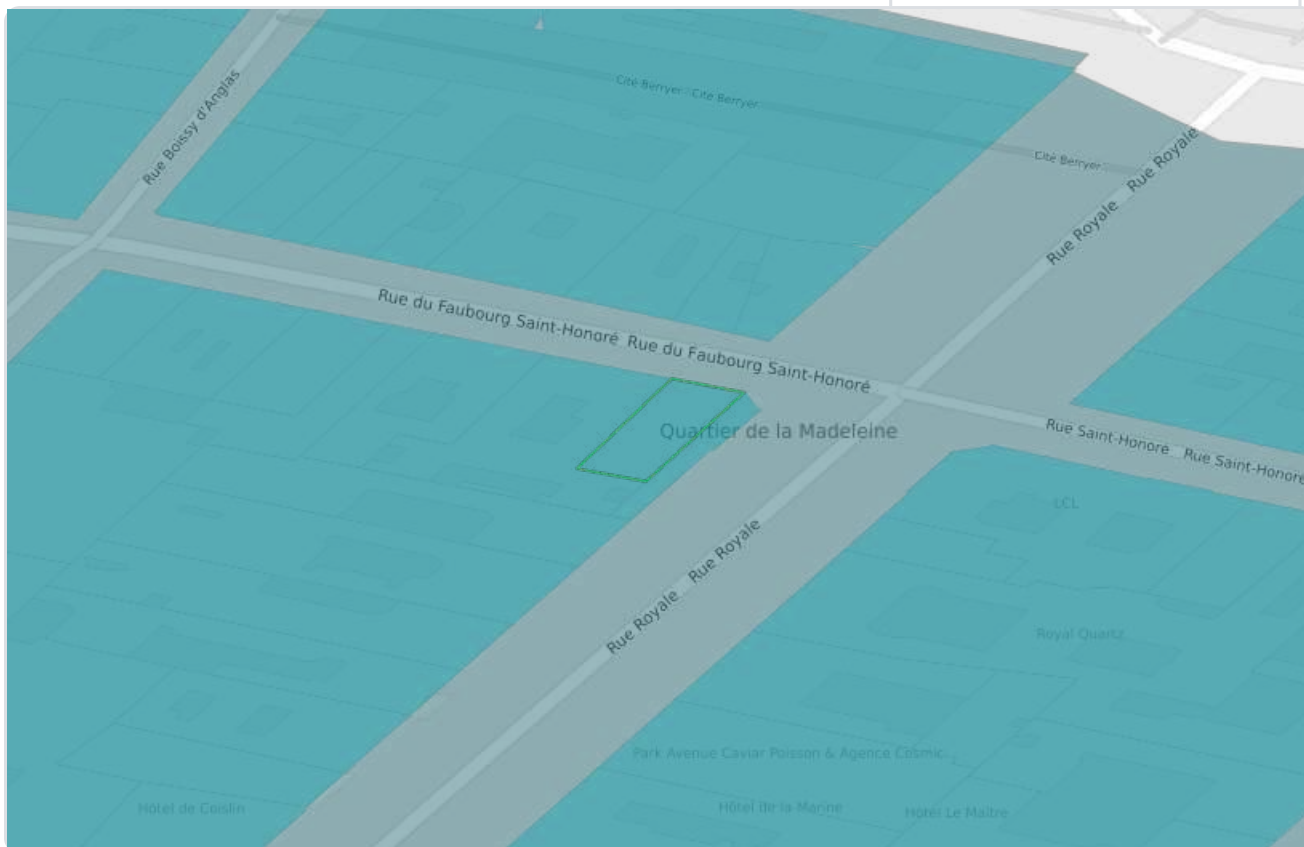 Cité Berryer Cité Berryer
Rue Boissy d'Anglas
Cité Berryer
Rue Royale Rue Royale
Rue du Faubourg Saint-Honoré Rue du Faubourg Saint-Honoré
Quartier de la Madeleine
Rue Saint-Honoré Rue Saint-Honoré
LCL
Rue Royale Rue Royale
Royal Quartz
Park Avenue Caviar Poisson & Agence Cosmic...
Hôtel de Coislin
Hôtel de la Marine
Hôtel Le Maître